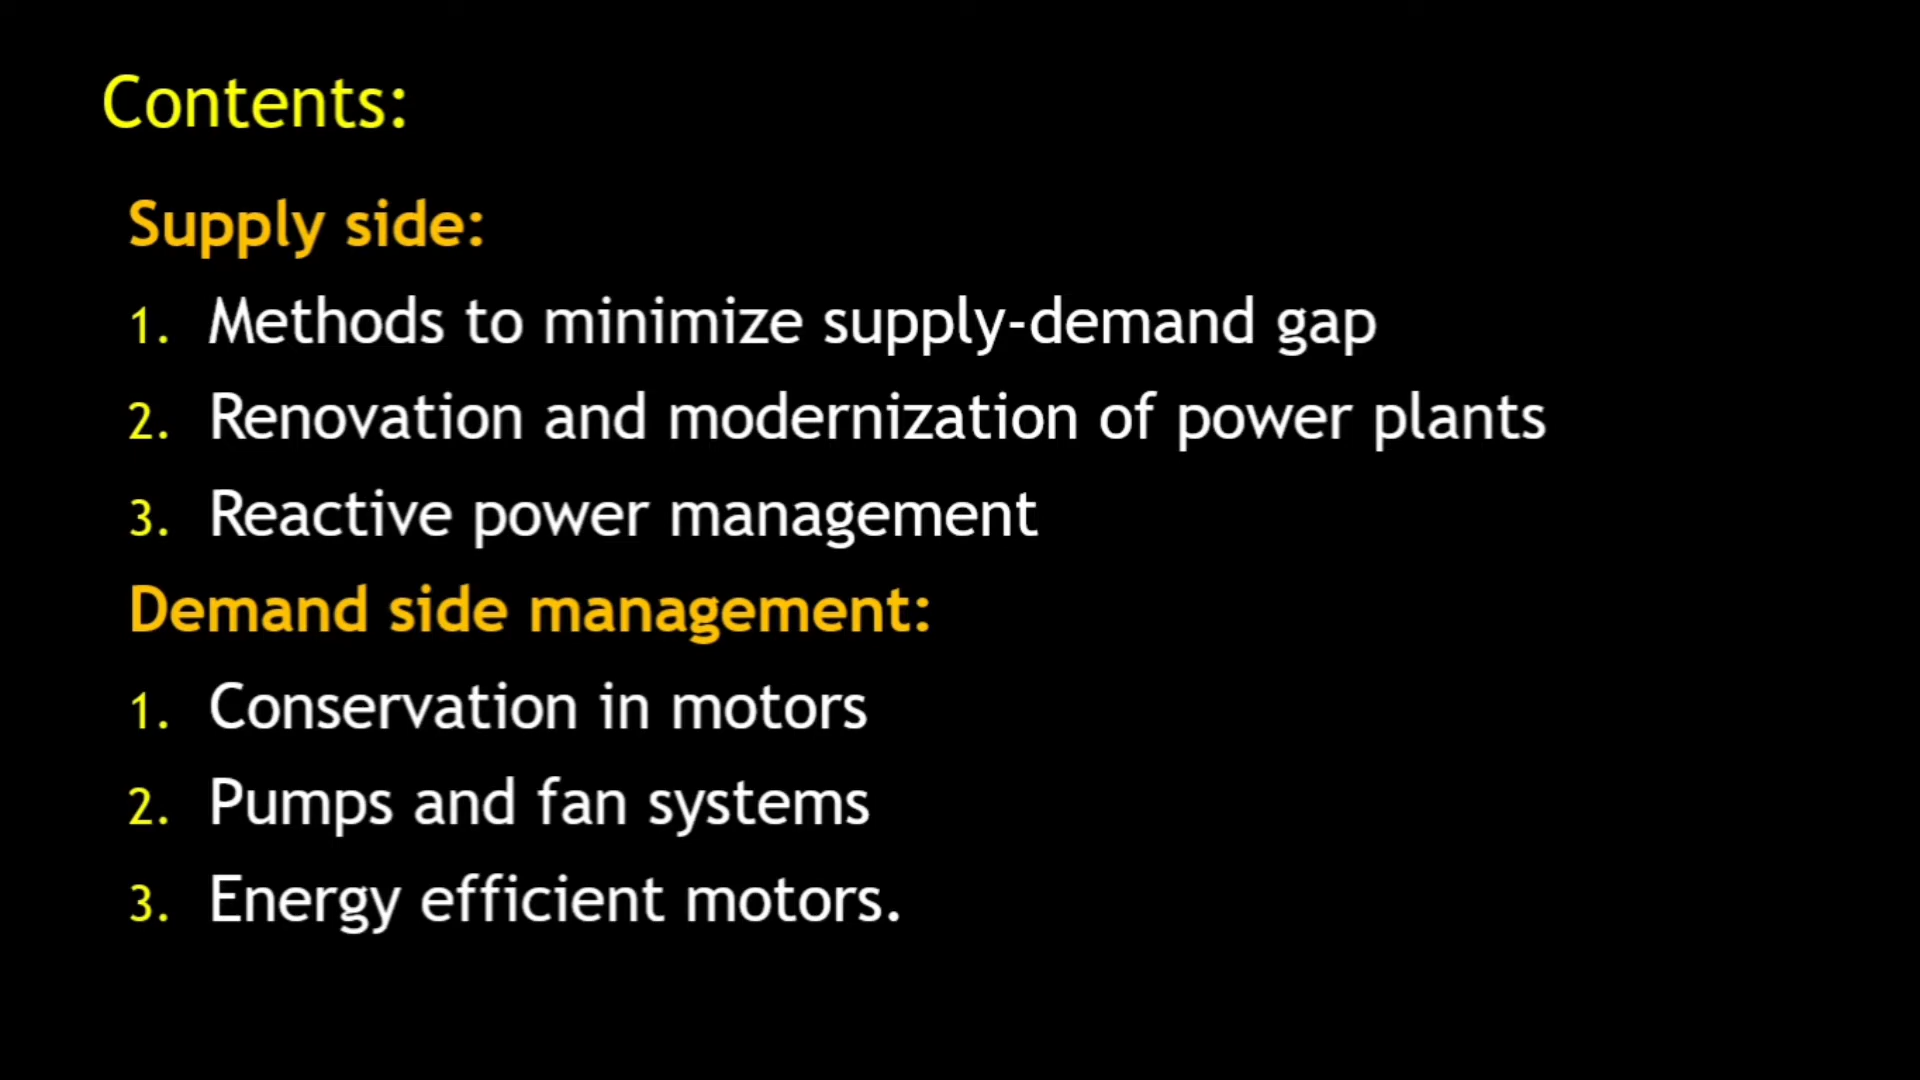 Contents:
Supply side:
1. Methods to minimize supply-demand gap
2. Renovation and modernization of power plants
3. Reactive power management
Demand side management:
1. Conservation in motors
2. Pumps and fan systems
3. Energy efficient motors.